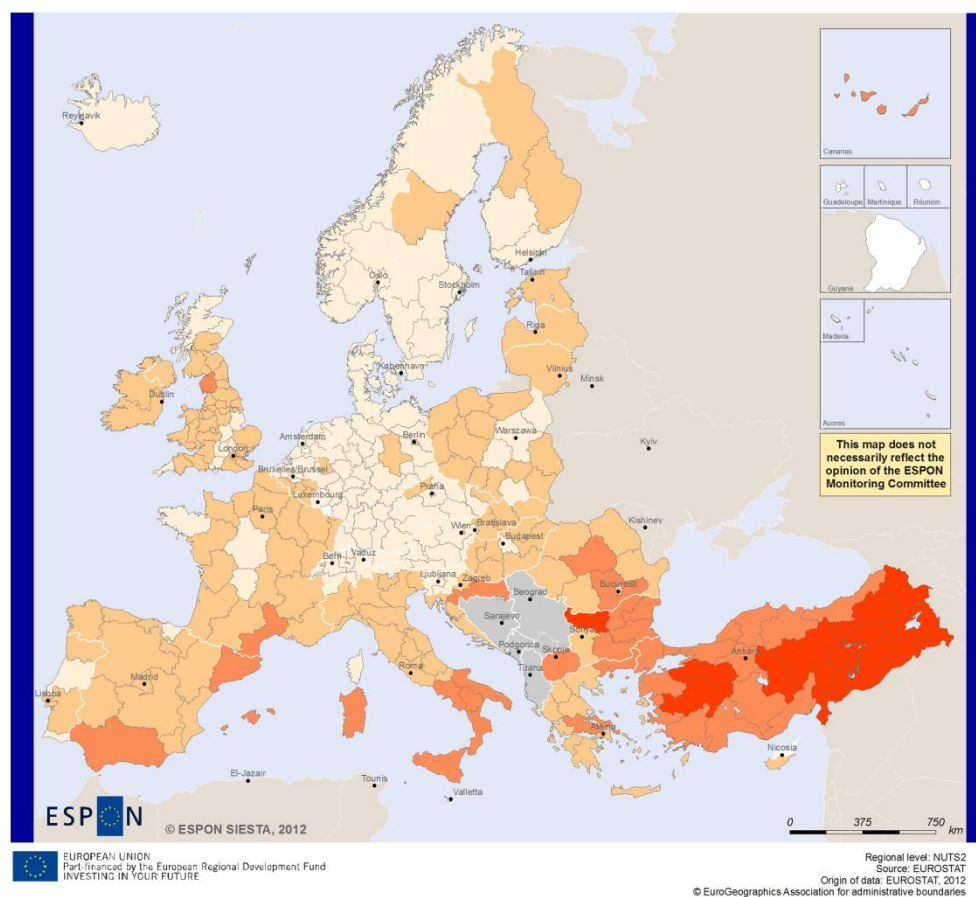 Reykjavik
Canarias
Guadeloupe
Martinique
Réunion
Helsinki
Tallinn
Oslo
Stockholm
Guyane
Madeira
Riga
København
Vilnius
Minsk
Dublin
Acores
Amsterdam
Berlin
Warszawa
London
This map does not
necessarily reflect the
opinion of the ESPON
Monitoring Committee
Kyiv
Bruxelles/Brussel
Luxembourg
Praha
Paris
Wien
Bratislava
Kishinev
Budapest
Bern
Vaduz
Ljubljana
Zagreb
Bucuresti
Beograd
Sarajevo
Sofiya
Podgorica
Skopje
Ankara
Tirana
Roma
Madrid
Lisboa
Athina
Nicosia
El-Jazair
Tounis
Valletta
ESPON
© ESPON SIESTA, 2012
0 375 750
km
EUROPEAN UNION
Part-financed by the European Regional Development Fund
INVESTING IN YOUR FUTURE
Regional level: NUTS2
Source: EUROSTAT
Origin of data: EUROSTAT, 2012
© EuroGeographics Association for administrative boundaries